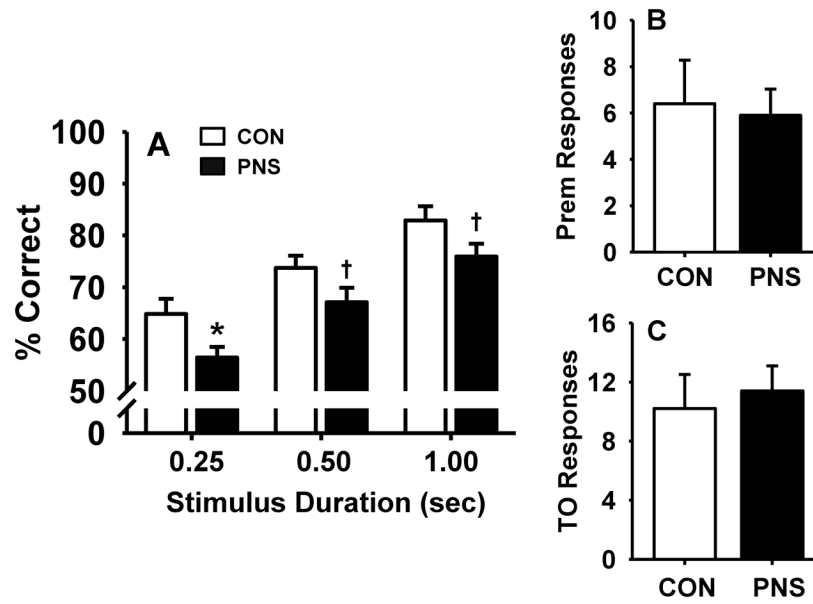 A
CON
PNS
% Correct
100
90
80
70
60
50
0
*
†
†
0.25 0.50 1.00
Stimulus Duration (sec)
B
Prem Responses
10
8
6
4
2
0
CON PNS
C
TO Responses
16
12
8
4
0
CON PNS